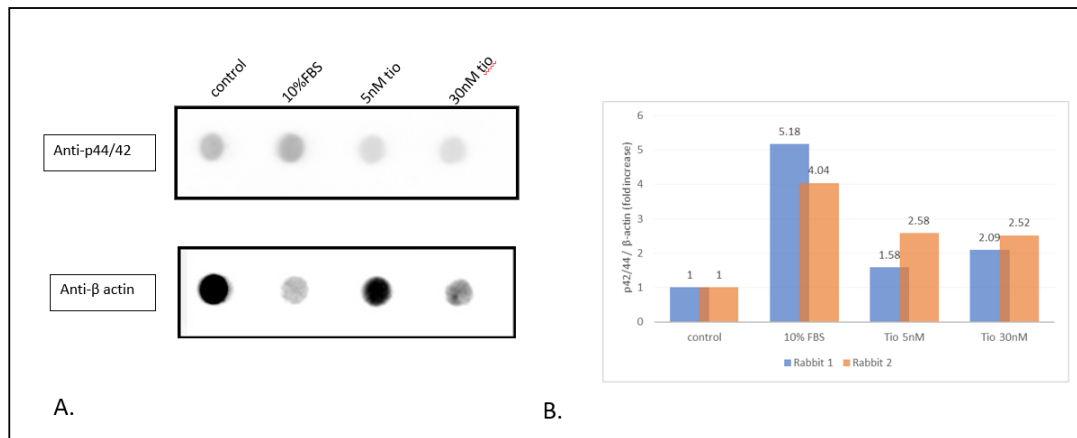 control
10%FBS
5nM tio
30nM tio
Anti-p44/42
Anti-β actin
A.
p42/44 / β-actin (fold increase)
6
5
4
3
2
1
0
1
1
5.18
4.04
1.58
2.58
2.09
2.52
control
10% FBS
Tio 5nM
Tio 30nM
Rabbit 1
Rabbit 2
B.